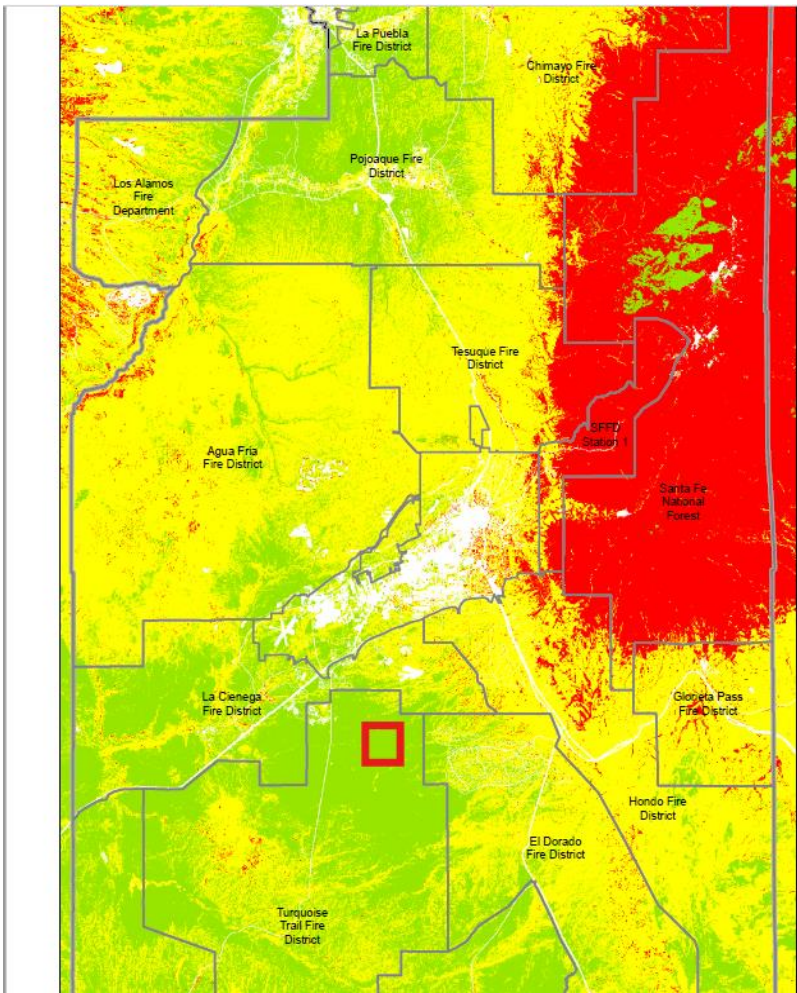 La Puebla
Fire District
Chimayo Fire
District
Pojoaque Fire
District
Los Alamos
Fire
Department
Tesuque Fire
District
SFFD
Station 1
Agua Fria
Fire District
Santa Fe
National
Forest
La Cienega
Fire District
Glorieta Pass
Fire District
Hondo Fire
District
El Dorado
Fire District
Turquoise
Trail Fire
District